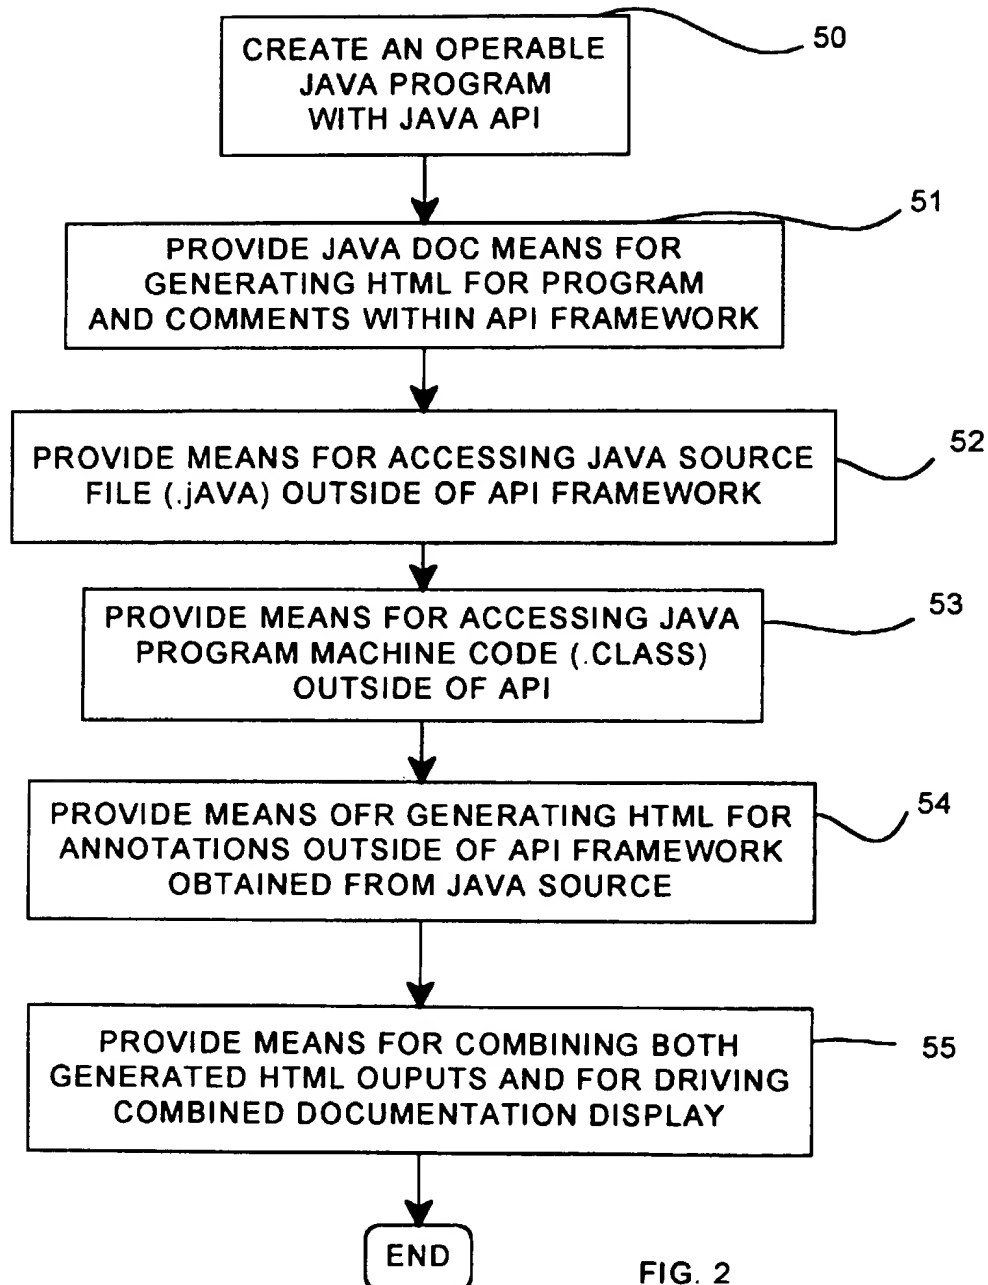 CREATE AN OPERABLE
JAVA PROGRAM
WITH JAVA API
50
PROVIDE JAVA DOC MEANS FOR
GENERATING HTML FOR PROGRAM
AND COMMENTS WITHIN API FRAMEWORK
51
PROVIDE MEANS FOR ACCESSING JAVA SOURCE
FILE (.jAVA) OUTSIDE OF API FRAMEWORK
52
PROVIDE MEANS FOR ACCESSING JAVA
PROGRAM MACHINE CODE (.CLASS)
OUTSIDE OF API
53
PROVIDE MEANS OFR GENERATING HTML FOR
ANNOTATIONS OUTSIDE OF API FRAMEWORK
OBTAINED FROM JAVA SOURCE
54
PROVIDE MEANS FOR COMBINING BOTH
GENERATED HTML OUPUTS AND FOR DRIVING
COMBINED DOCUMENTATION DISPLAY
55
END
FIG. 2